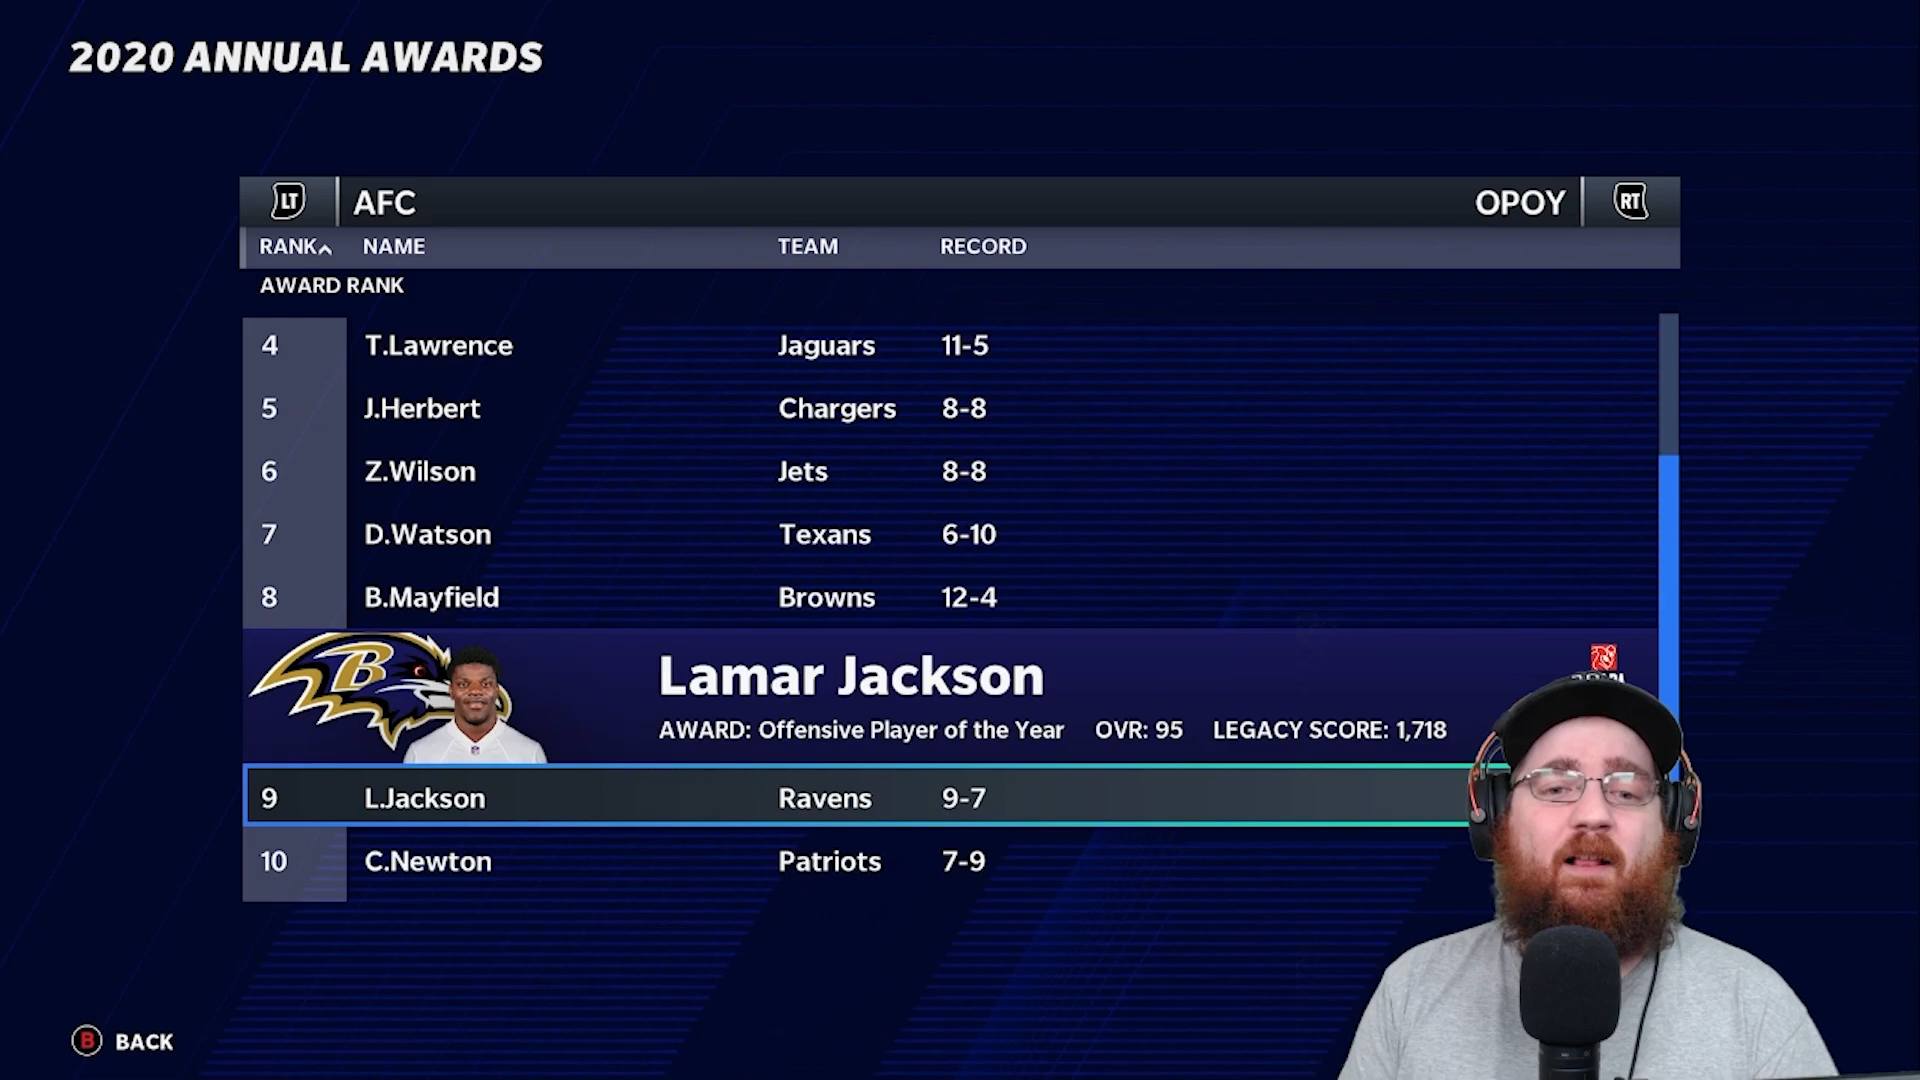 2020 ANNUAL AWARDS
LT AFC OPOY RT
RANK NAME TEAM RECORD
AWARD RANK
4 T.Lawrence Jaguars 11-5
5 J.Herbert Chargers 8-8
6 Z.Wilson Jets 8-8
7 D.Watson Texans 6-10
8 B.Mayfield Browns 12-4
B
Lamar Jackson
AWARD: Offensive Player of the Year OVR: 95 LEGACY SCORE: 1,718
9 L.Jackson Ravens 9-7
10 C.Newton Patriots 7-9
B BACK